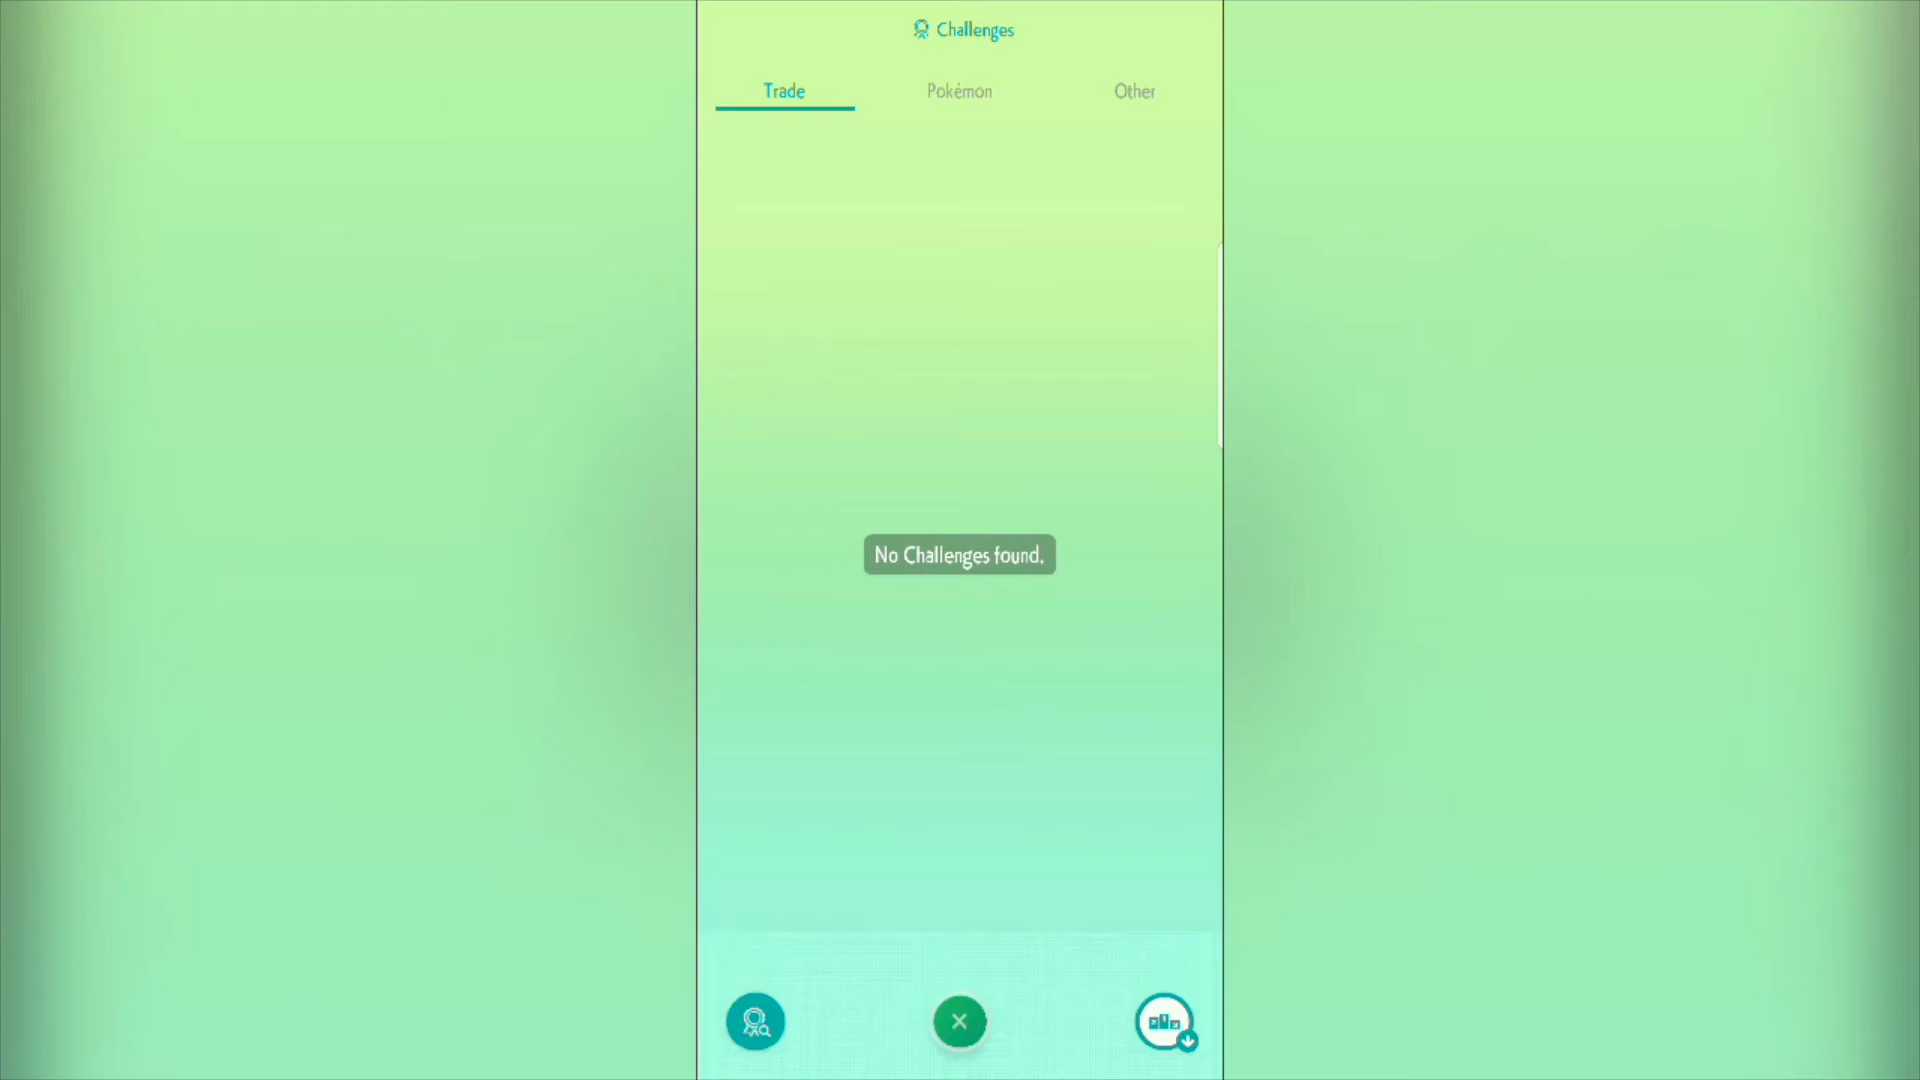 Challenges
Trade
Pokémon
Other
No Challenges found.